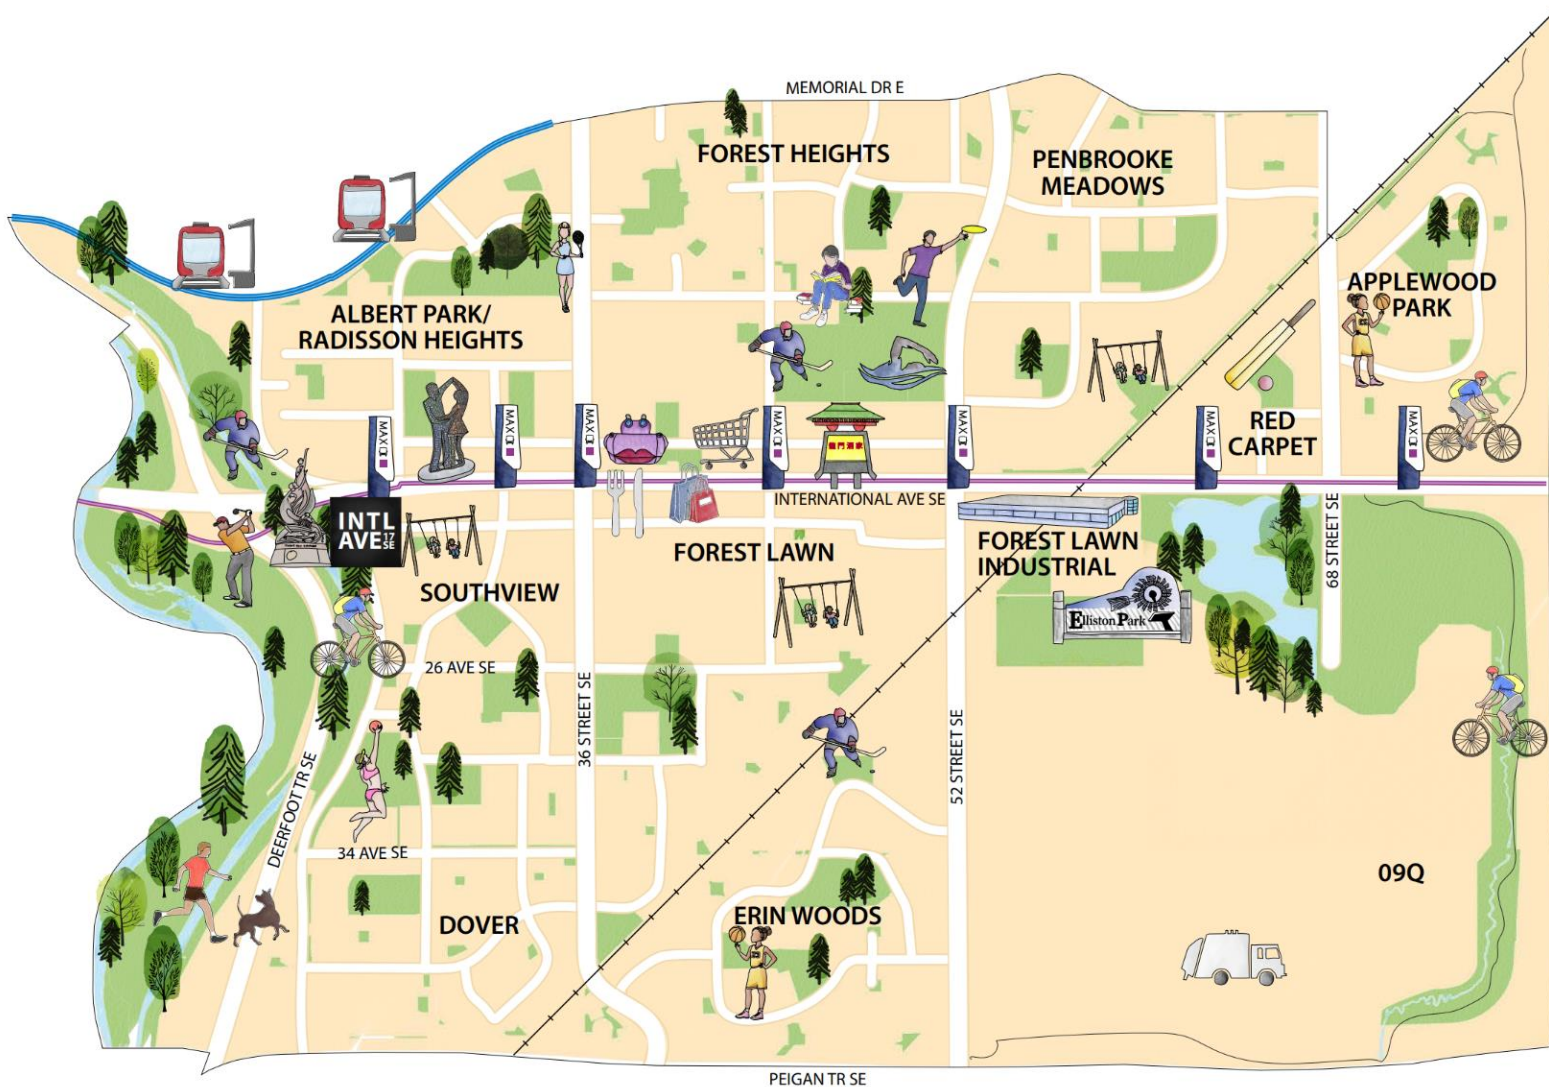 MEMORIAL DR E
FOREST HEIGHTS
PENBROOKE
MEADOWS
APPLEWOOD
PARK
ALBERT PARK/
RADISSON HEIGHTS
RED
CARPET
MAX
MAX
MAX
MAX
MAX
MAX
MAX
INTERNATIONAL AVE SE
INTL
AVE 17
SE
FOREST LAWN
FOREST LAWN
INDUSTRIAL
68 STREET SE
SOUTHVIEW
Elliston Park
26 AVE SE
36 STREET SE
52 STREET SE
DEERFOOT TR SE
34 AVE SE
09Q
DOVER
ERIN WOODS
PEIGAN TR SE